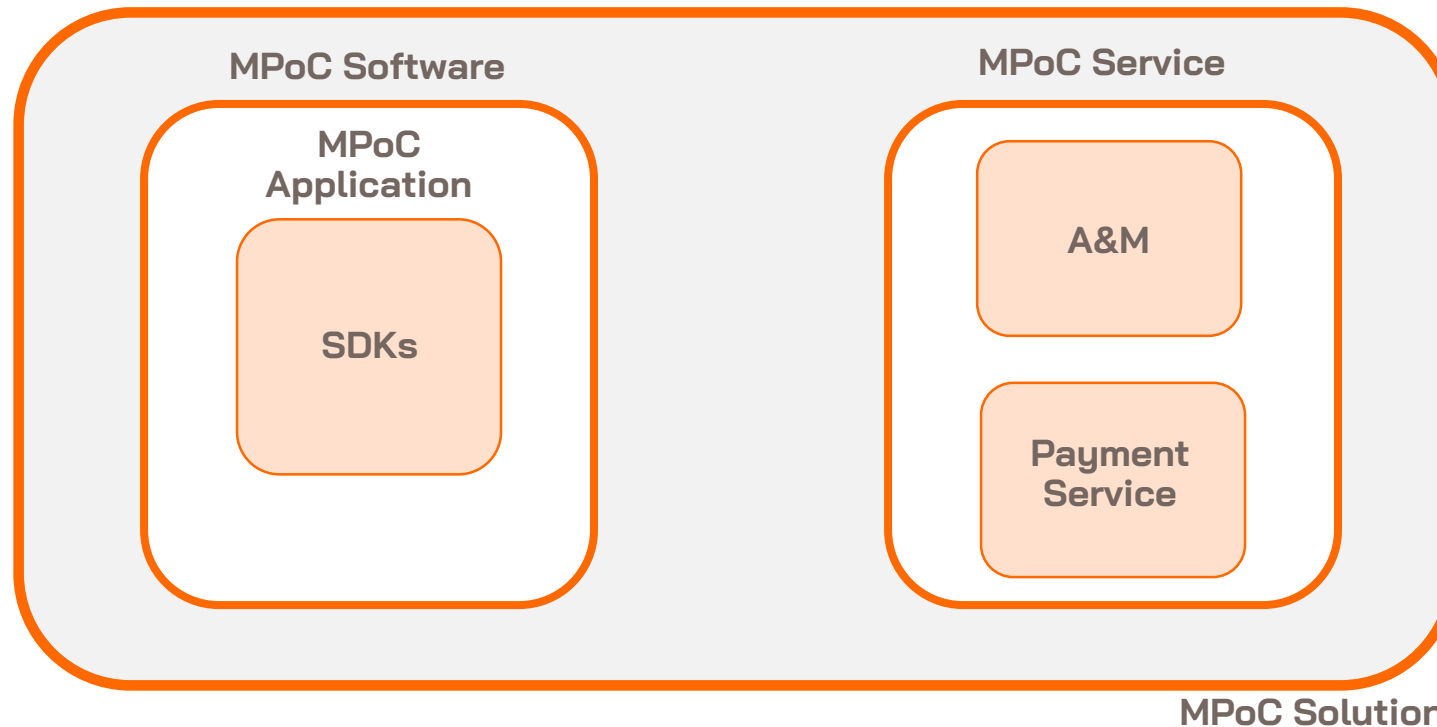 MPoC Software
MPoC Service
MPoC
Application
SDKs
A&M
Payment
Service
MPoC Solution